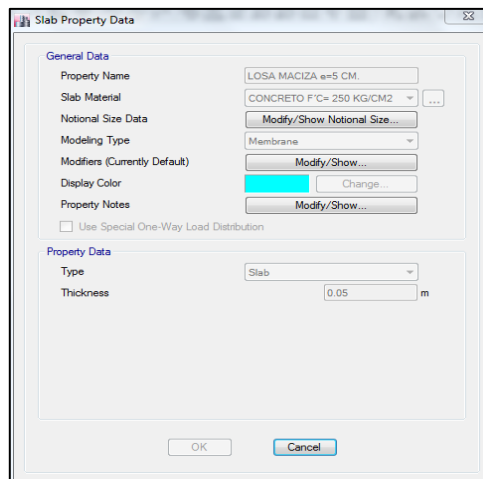 Slab Property Data
General Data
Property Name LOSA MACIZA e=5 CM.
Slab Material CONCRETO F'C= 250 KG/CM2 ...
Notional Size Data Modify/Show Notional Size...
Modeling Type Membrane
Modifiers (Currently Default) Modify/Show...
Display Color Change...
Property Notes Modify/Show...
Use Special One-Way Load Distribution
Property Data
Type Slab
Thickness 0.05 m
OK Cancel